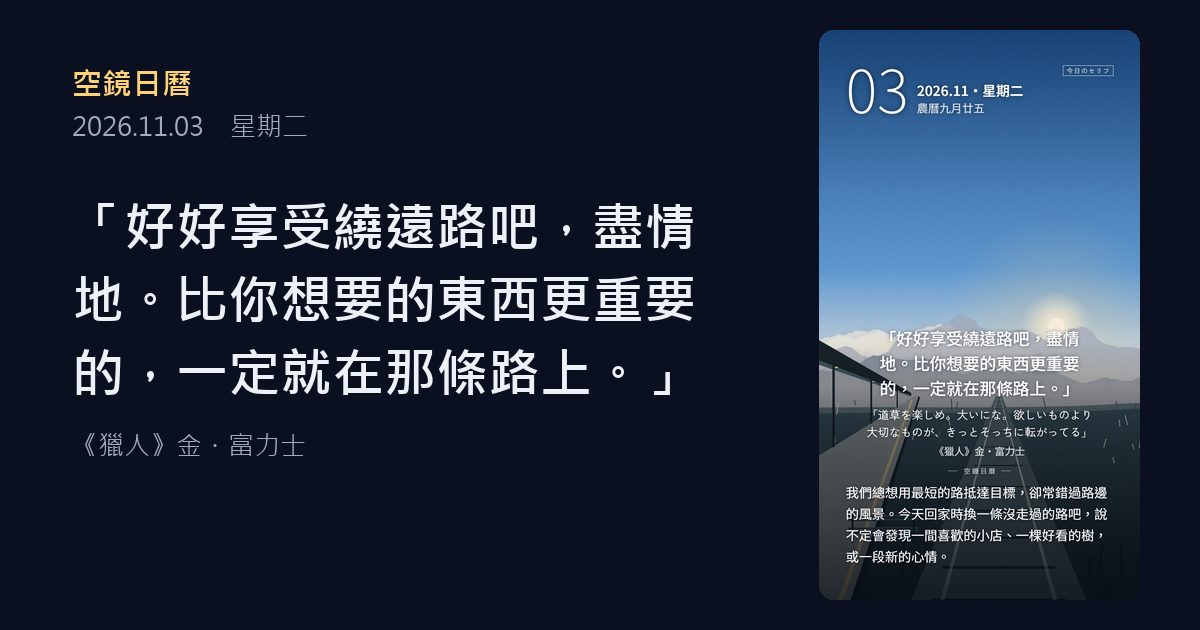 空鏡日曆
2026.11.03 星期二
「好好享受繞遠路吧，盡情
地。比你想要的東西更重要
的，一定就在那條路上。」
《獵人》金・富力士
03
2026.11・星期二
農曆九月廿五
今日のセリフ
「好好享受繞遠路吧，盡情
地。比你想要的東西更重要
的，一定就在那條路上。」
「道草を楽しめ。大いにな。欲しいものより
大切なものが、きっとそっちに転がってる」
《獵人》金・富力士
— 空鏡日曆 —
我們總想用最短的路抵達目標，卻常錯過路邊
的風景。今天回家時換一條沒走過的路吧，說
不定會發現一間喜歡的小店、一棵好看的樹，
或一段新的心情。